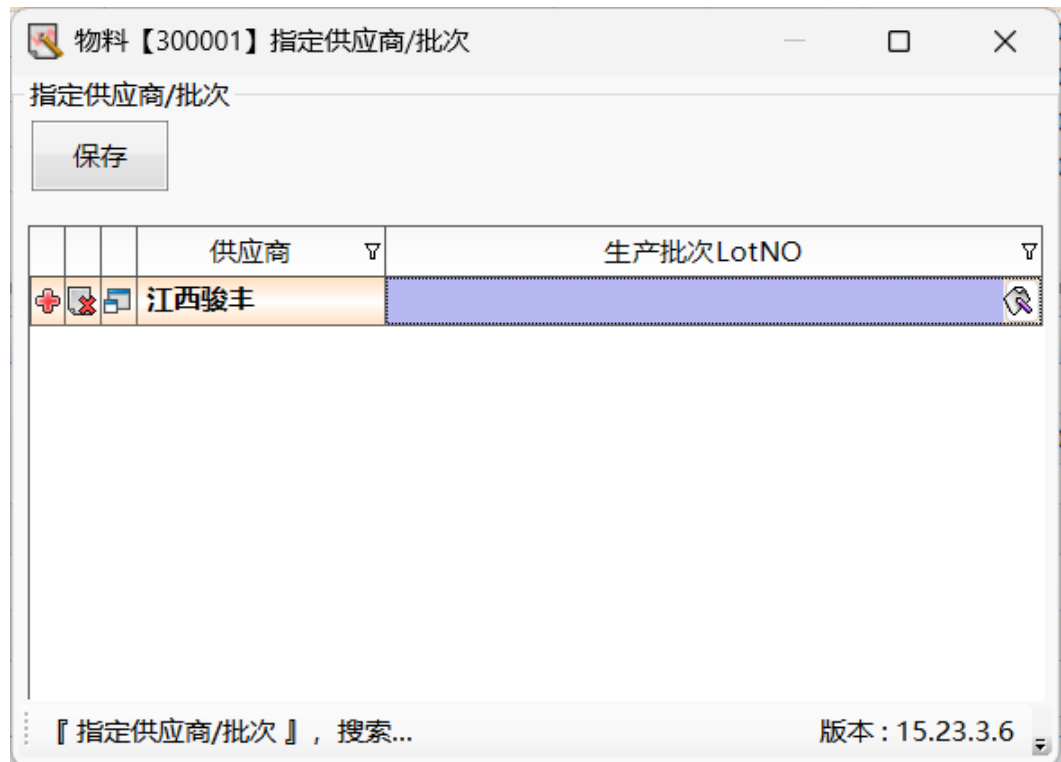 物料【300001】指定供应商/批次
指定供应商/批次
保存
供应商 生产批次LotNO
江西骏丰
『 指定供应商/批次 』, 搜索... 版本 : 15.23.3.6